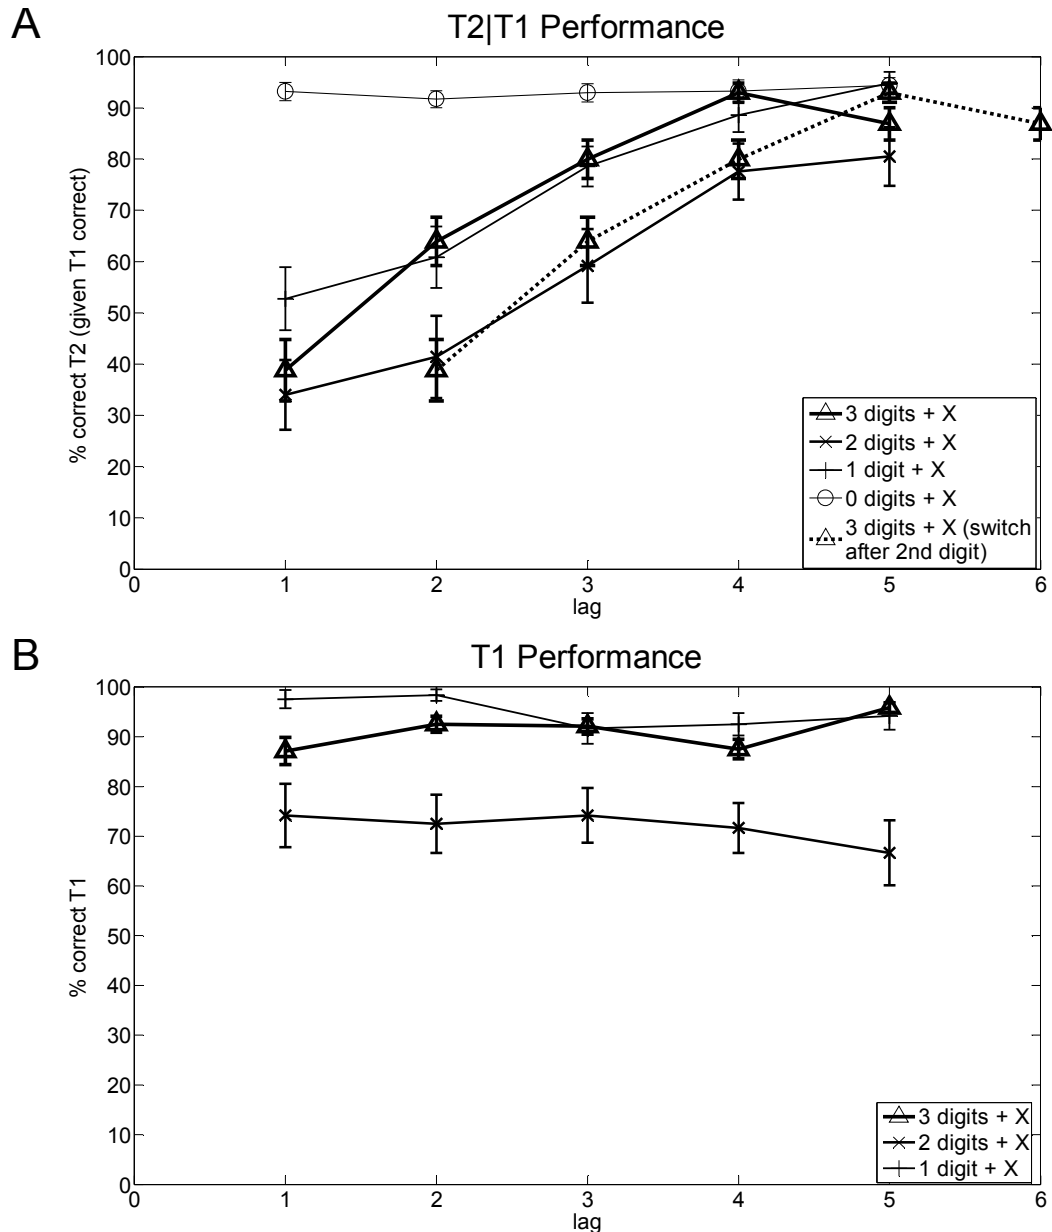 A
T2|T1 Performance
100
90
80
70
60
50
40
30
20
10
0
% correct T2 (given T1 correct)
0 1 2 3 4 5 6
lag
3 digits + X
2 digits + X
1 digit + X
0 digits + X
3 digits + X (switch
after 2nd digit)
B
T1 Performance
100
90
80
70
60
50
40
30
20
10
0
% correct T1
0 1 2 3 4 5 6
lag
3 digits + X
2 digits + X
1 digit + X